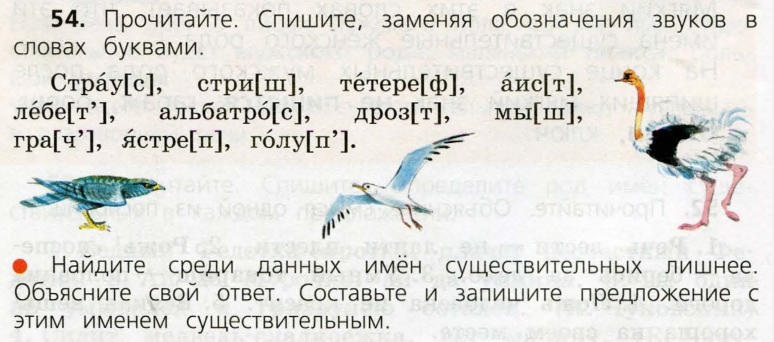 54. Прочитайте. Спишите, заменяя обозначения звуков в
словах буквами.
Стра́у[с], стри[ш], те́тере[ф], а́ис[т],
ле́бе[т’], альбатро́[с], дроз[т], мы[ш],
гра[ч’], я́стре[п], го́лу[п’].
● Найдите среди данных имён существительных лишнее.
Объясните свой ответ. Составьте и запишите предложение с
этим именем существительным.